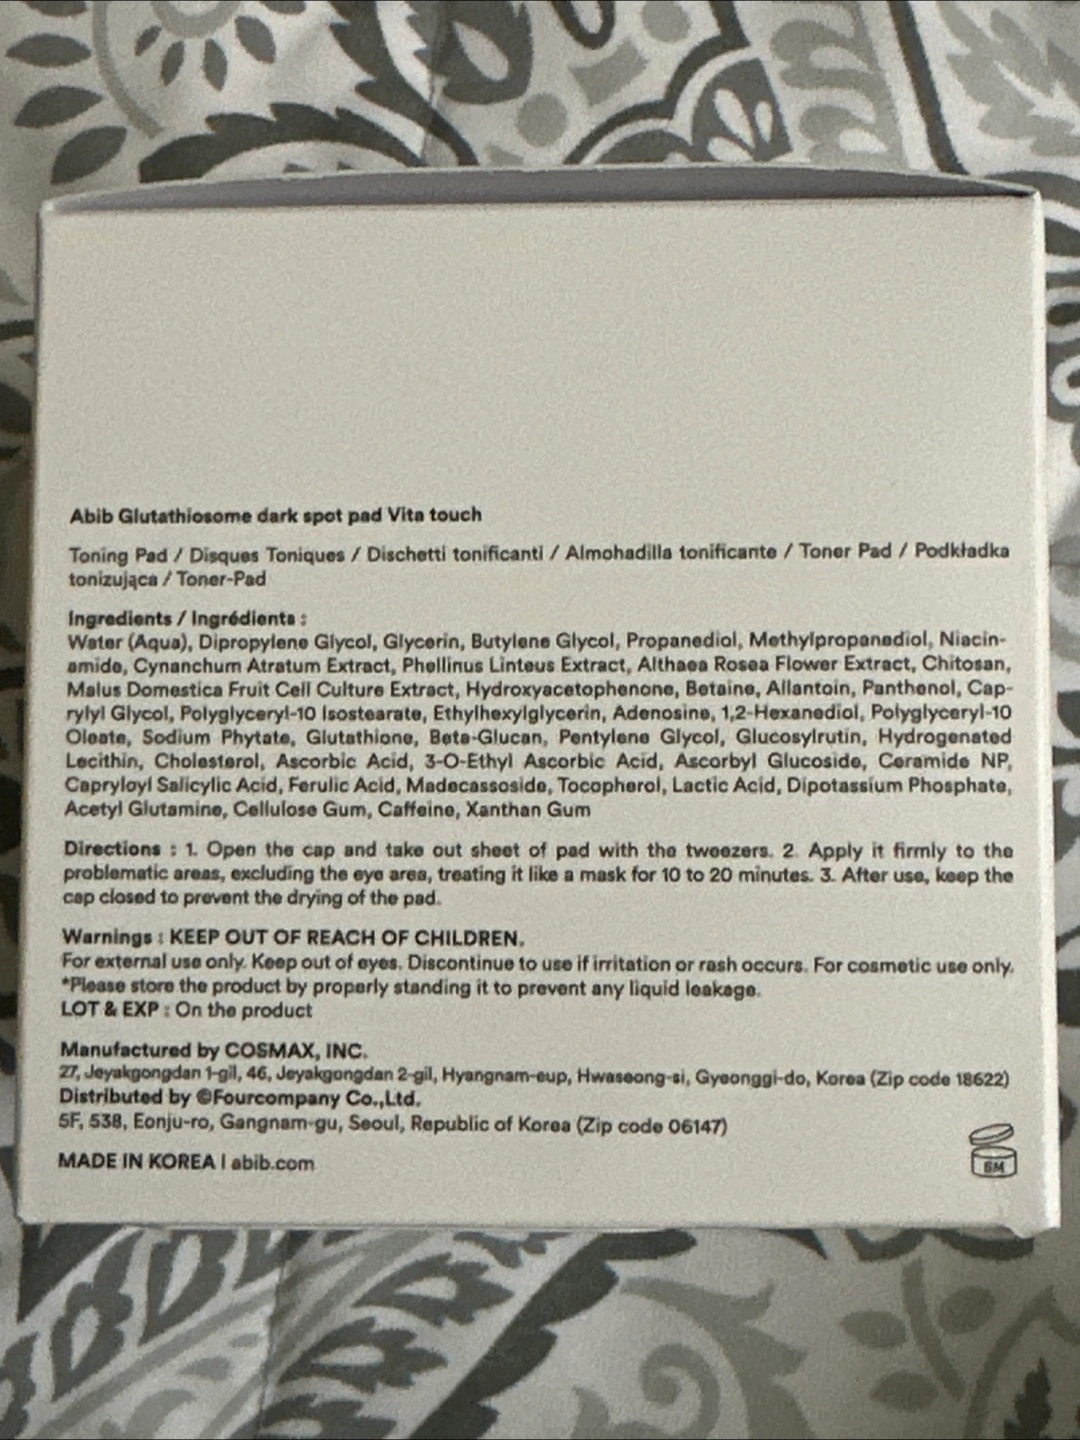 Abib Glutathiosome dark spot pad Vita touch
Toning Pad / Disques Toniques / Dischetti tonificanti / Almohadilla tonificante / Toner Pad / Podkładka
tonizująca / Toner-Pad
Ingredients / Ingrédients :
Water (Aqua), Dipropylene Glycol, Glycerin, Butylene Glycol, Propanediol, Methylpropanediol, Niacin-
amide, Cynanchum Atratum Extract, Phellinus Linteus Extract, Althaea Rosea Flower Extract, Chitosan,
Malus Domestica Fruit Cell Culture Extract, Hydroxyacetophenone, Betaine, Allantoin, Panthenol, Cap-
rylyl Glycol, Polyglyceryl-10 Isostearate, Ethylhexylglycerin, Adenosine, 1,2-Hexanediol, Polyglyceryl-10
Oleate, Sodium Phytate, Glutathione, Beta-Glucan, Pentylene Glycol, Glucosylrutin, Hydrogenated
Lecithin, Cholesterol, Ascorbic Acid, 3-O-Ethyl Ascorbic Acid, Ascorbyl Glucoside, Ceramide NP,
Capryloyl Salicylic Acid, Ferulic Acid, Madecassoside, Tocopherol, Lactic Acid, Dipotassium Phosphate,
Acetyl Glutamine, Cellulose Gum, Caffeine, Xanthan Gum
Directions : 1. Open the cap and take out sheet of pad with the tweezers. 2. Apply it firmly to the
problematic areas, excluding the eye area, treating it like a mask for 10 to 20 minutes. 3. After use, keep the
cap closed to prevent the drying of the pad.
Warnings : KEEP OUT OF REACH OF CHILDREN.
For external use only. Keep out of eyes. Discontinue to use if irritation or rash occurs. For cosmetic use only.
*Please store the product by properly standing it to prevent any liquid leakage.
LOT & EXP : On the product
Manufactured by COSMAX, INC.
27, Jeyakgongdan 1-gil, 46, Jeyakgongdan 2-gil, Hyangnam-eup, Hwaseong-si, Gyeonggi-do, Korea (Zip code 18622)
Distributed by ©Fourcompany Co.,Ltd.
5F, 538, Eonju-ro, Gangnam-gu, Seoul, Republic of Korea (Zip code 06147)
MADE IN KOREA | abib.com
6M